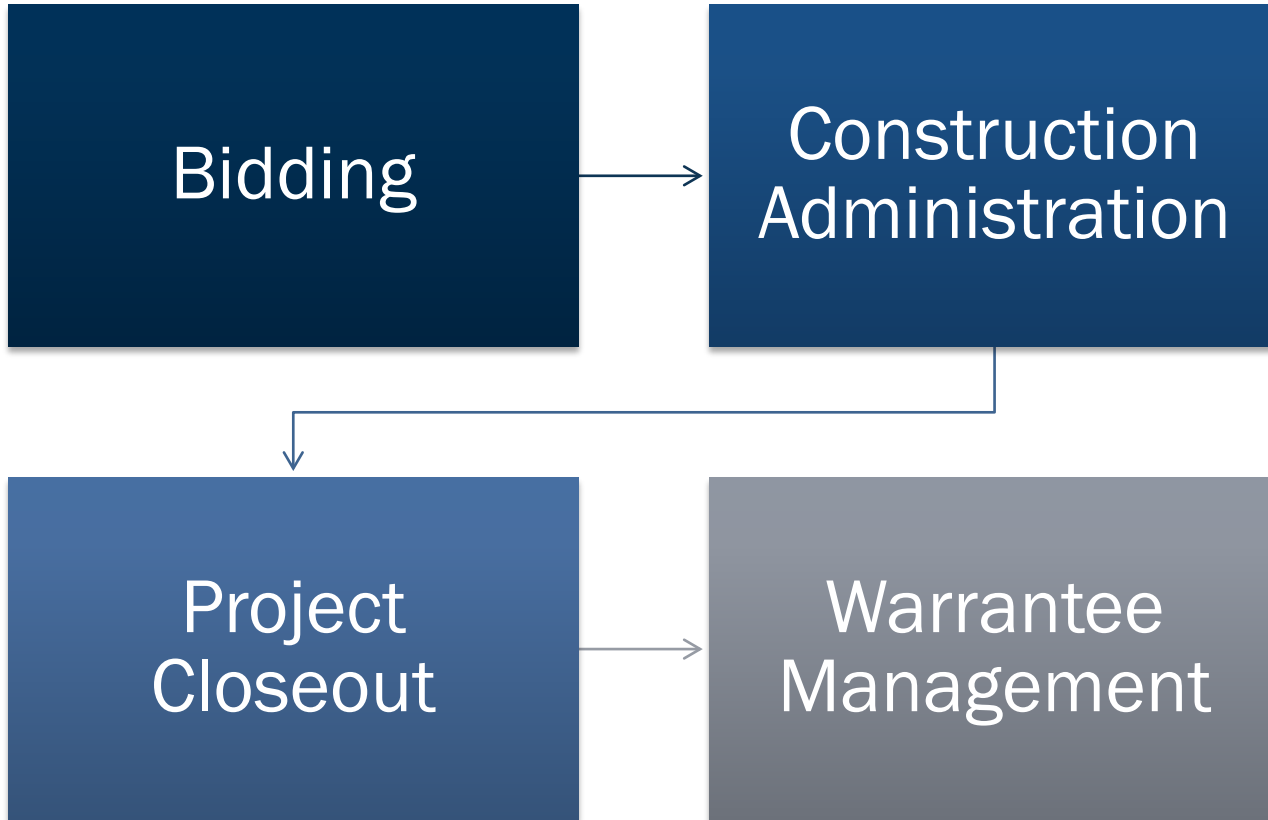 Bidding
Construction
Administration
Project
Closeout
Warrantee
Management